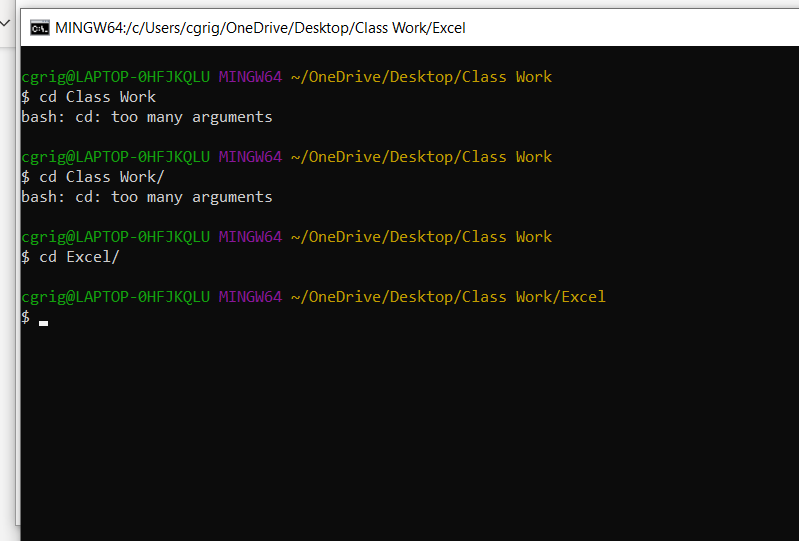 MINGW64:/c/Users/cgrig/OneDrive/Desktop/Class Work/Excel
cgrig@LAPTOP-0HFJKQLU MINGW64 ~/OneDrive/Desktop/Class Work
$ cd Class Work
bash: cd: too many arguments
cgrig@LAPTOP-0HFJKQLU MINGW64 ~/OneDrive/Desktop/Class Work
$ cd Class Work/
bash: cd: too many arguments
cgrig@LAPTOP-0HFJKQLU MINGW64 ~/OneDrive/Desktop/Class Work
$ cd Excel/
cgrig@LAPTOP-0HFJKQLU MINGW64 ~/OneDrive/Desktop/Class Work/Excel
$